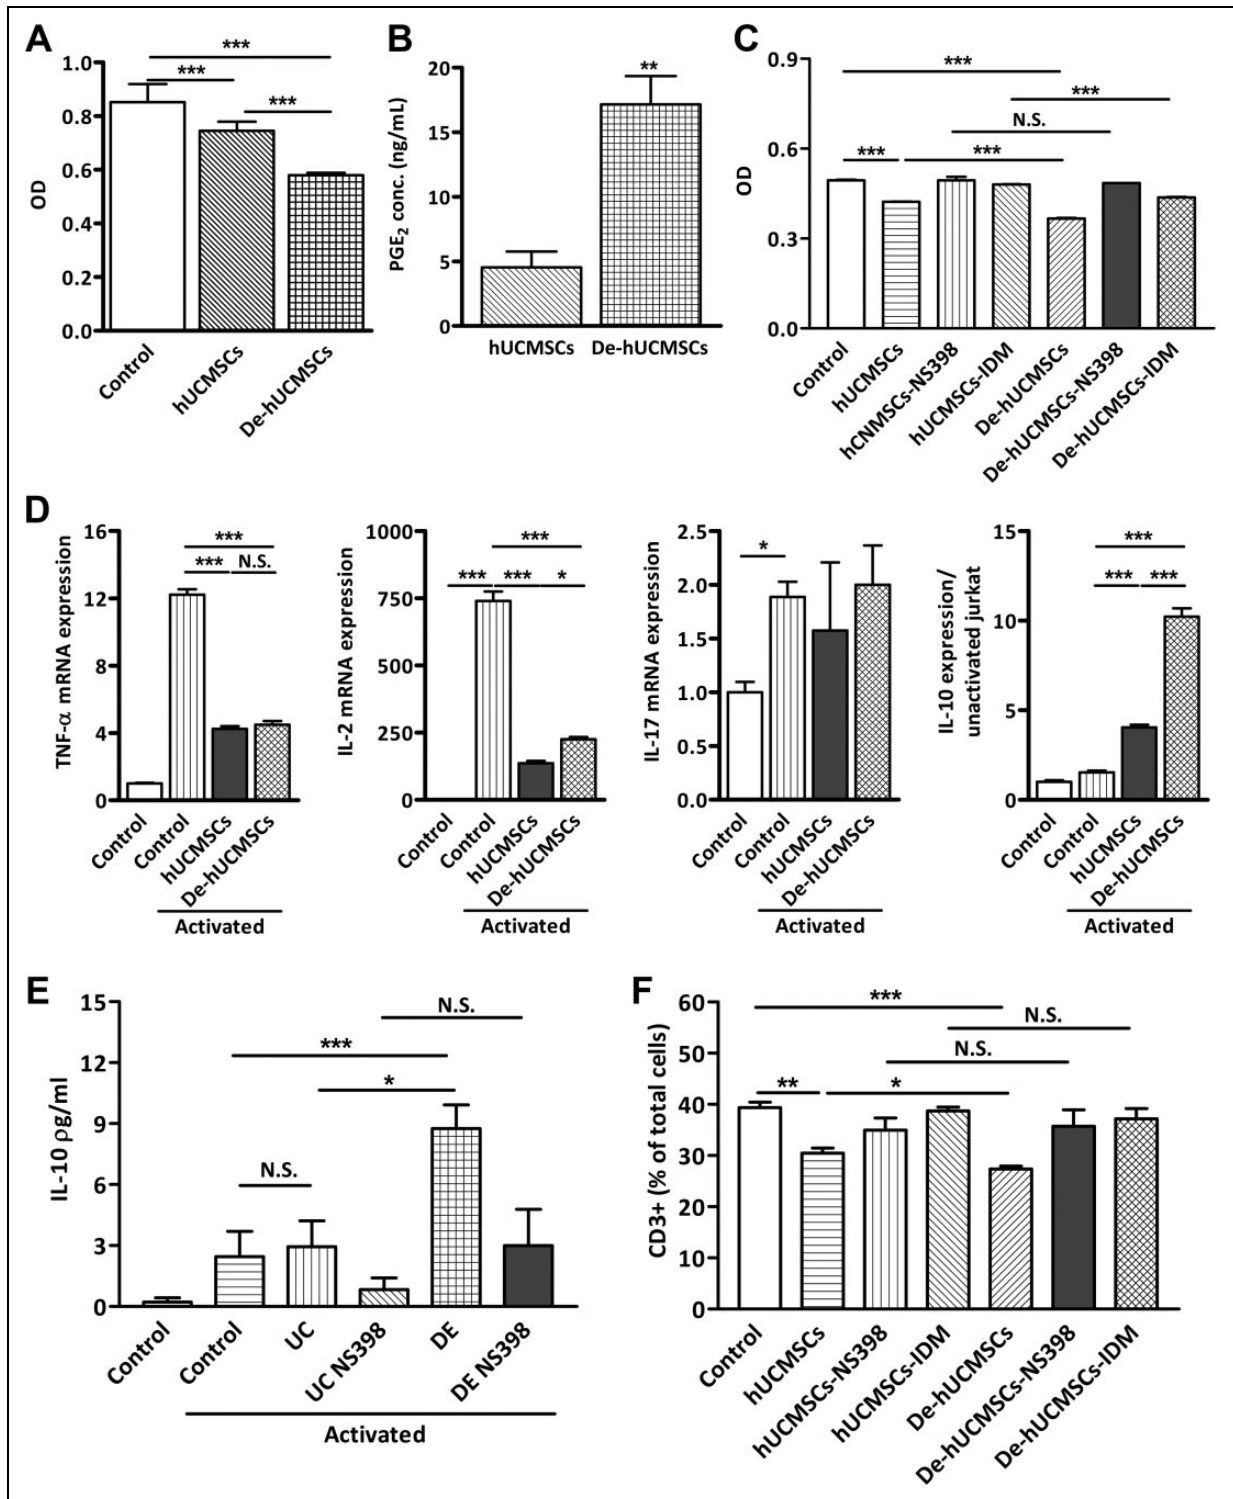 A
OD
1.0
0.8
0.6
0.4
0.2
0.0
***
***
***
Control
hUCMSCs
De-hUCMSCs
B
PGE2 conc. (ng/mL)
20
15
10
5
0
**
hUCMSCs
De-hUCMSCs
C
OD
0.9
0.6
0.3
0.0
***
***
N.S.
***
***
Control
hUCMSCs
hCNMSCs-NS398
hUCMSCs-IDM
De-hUCMSCs
De-hUCMSCs-NS398
De-hUCMSCs-IDM
D
TNF-α mRNA expression
16
12
8
4
0
***
***
N.S.
Control
Control
hUCMSCs
De-hUCMSCs
Activated
IL-2 mRNA expression
1000
750
500
250
0
***
***
***
*
Control
Control
hUCMSCs
De-hUCMSCs
Activated
IL-17 mRNA expression
2.5
2.0
1.5
1.0
0.5
0.0
*
Control
Control
hUCMSCs
De-hUCMSCs
Activated
IL-10 expression/
unactivated jurkat
15
10
5
0
***
***
***
Control
Control
hUCMSCs
De-hUCMSCs
Activated
E
IL-10 ρg/ml
15
12
9
6
3
0
N.S.
***
*
N.S.
Control
Control
UC
UC NS398
DE
DE NS398
Activated
F
CD3+ (% of total cells)
60
50
40
30
20
10
0
***
N.S.
N.S.
**
*
Control
hUCMSCs
hUCMSCs-NS398
hUCMSCs-IDM
De-hUCMSCs
De-hUCMSCs-NS398
De-hUCMSCs-IDM